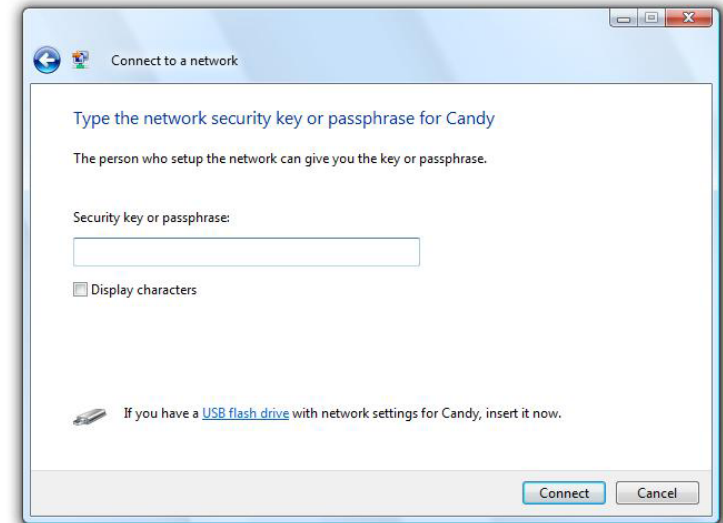 Connect to a network
Type the network security key or passphrase for Candy
The person who setup the network can give you the key or passphrase.
Security key or passphrase:
Display characters
If you have a USB flash drive with network settings for Candy, insert it now.
Connect Cancel